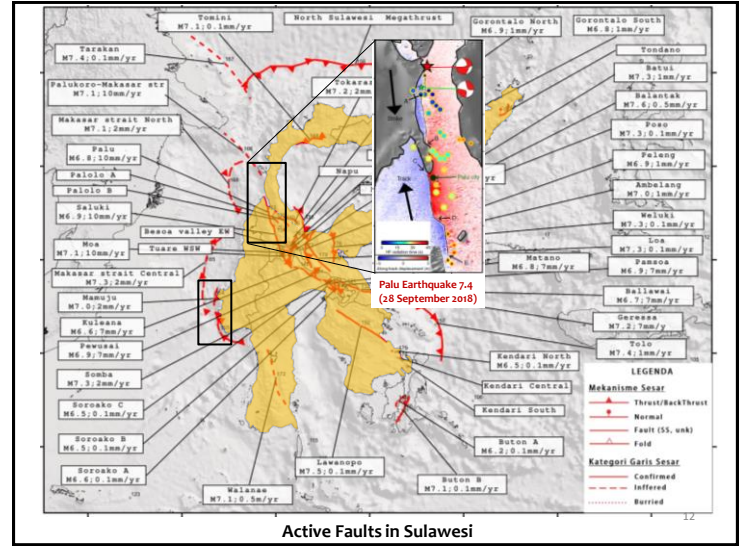 Tomini
M7.1;0.1mm/yr
North Sulawesi Megathrust
Gorontalo North
M6.9;1mm/yr
Gorontalo South
M6.8;1mm/yr
Tarakan
M7.4;0.1mm/yr
Palukoro-Makasar str
M7.1;10mm/yr
Makasar strait North
M7.1;2mm/yr
Palu
M6.8;10mm/yr
Palolo A
Palolo B
Saluki
M6.9;10mm/yr
Besoa valley KW
Moa
M7.1;10mm/yr
Tuare WSW
Makasar strait Central
M7.3;2mm/yr
Mamuju
M7.0;2mm/yr
Kuleana
M6.6;7mm/yr
Pewusai
M6.9;7mm/yr
Somba
M7.3;2mm/yr
Soroako C
M6.5;0.1mm/yr
Soroako B
M6.5;0.1mm/yr
Soroako A
M6.6;0.1mm/yr
Walanae
M7.1;0.5m/yr
Lawanopo
M7.5;0.1mm/yr
Napu
Palu city
Track
Palu Earthquake 7.4
(28 September 2018)
Tondano
Batui
M7.3;1mm/yr
Balantak
M7.6;0.5mm/yr
Poso
M7.3;0.1mm/yr
Peleng
M6.9;1mm/yr
Ambelang
M7.0;1mm/yr
Weluki
M7.3;0.1mm/yr
Loa
M7.3;0.1mm/yr
Matano
M6.8;7mm/yr
Pamsoa
M6.9;7mm/yr
Ballawai
M6.7;7mm/yr
Geressa
M7.2;7mm/y
Tolo
M7.4;1mm/yr
Kendari North
M6.5;0.1mm/yr
Kendari Central
Kendari South
Buton A
M6.2;0.1mm/yr
Buton B
M7.1;0.1mm/yr
LEGENDA
Mekanisme Sesar
Thrust/BackThrust
Normal
Fault (SS, unk)
Fold
Kategori Garis Sesar
Confirmed
Inffered
Burried
12
Active Faults in Sulawesi